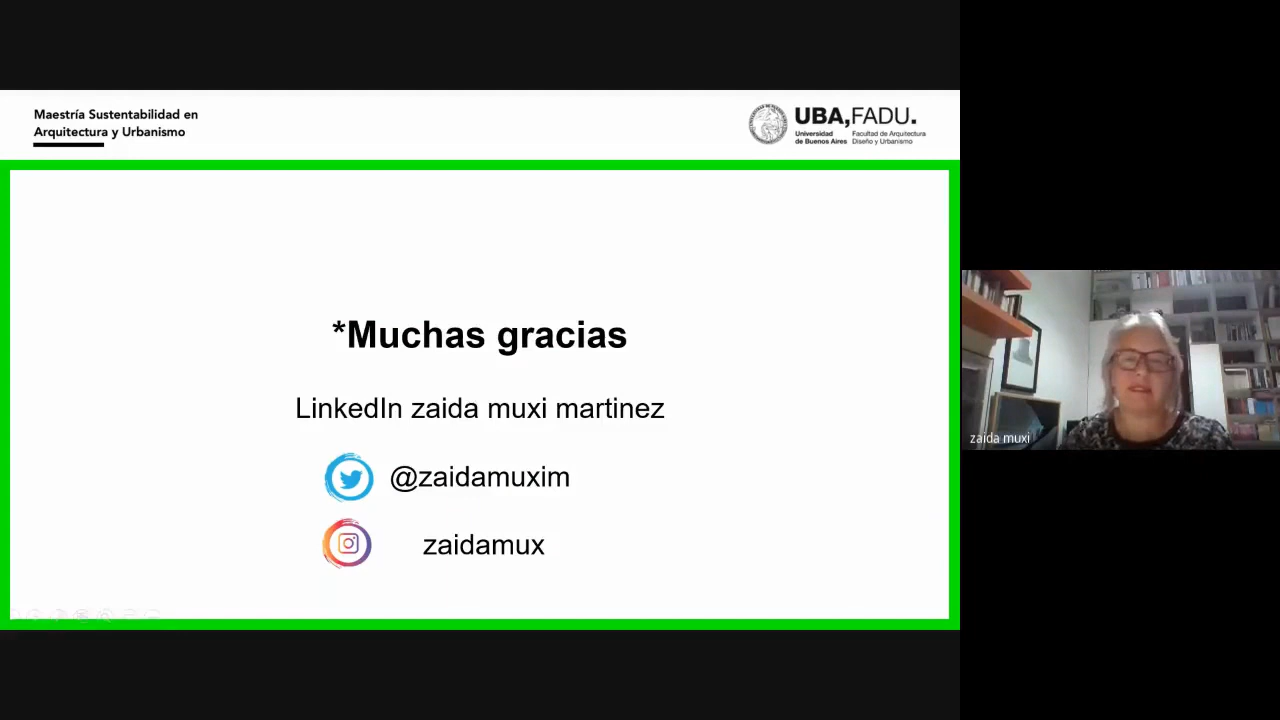 Maestría Sustentabilidad en
Arquitectura y Urbanismo
UBA,FADU.
Universidad
de Buenos Aires
Facultad de Arquitectura
Diseño y Urbanismo
*Muchas gracias
LinkedIn zaida muxi martinez
@zaidamuxim
zaidamux
zaida muxi